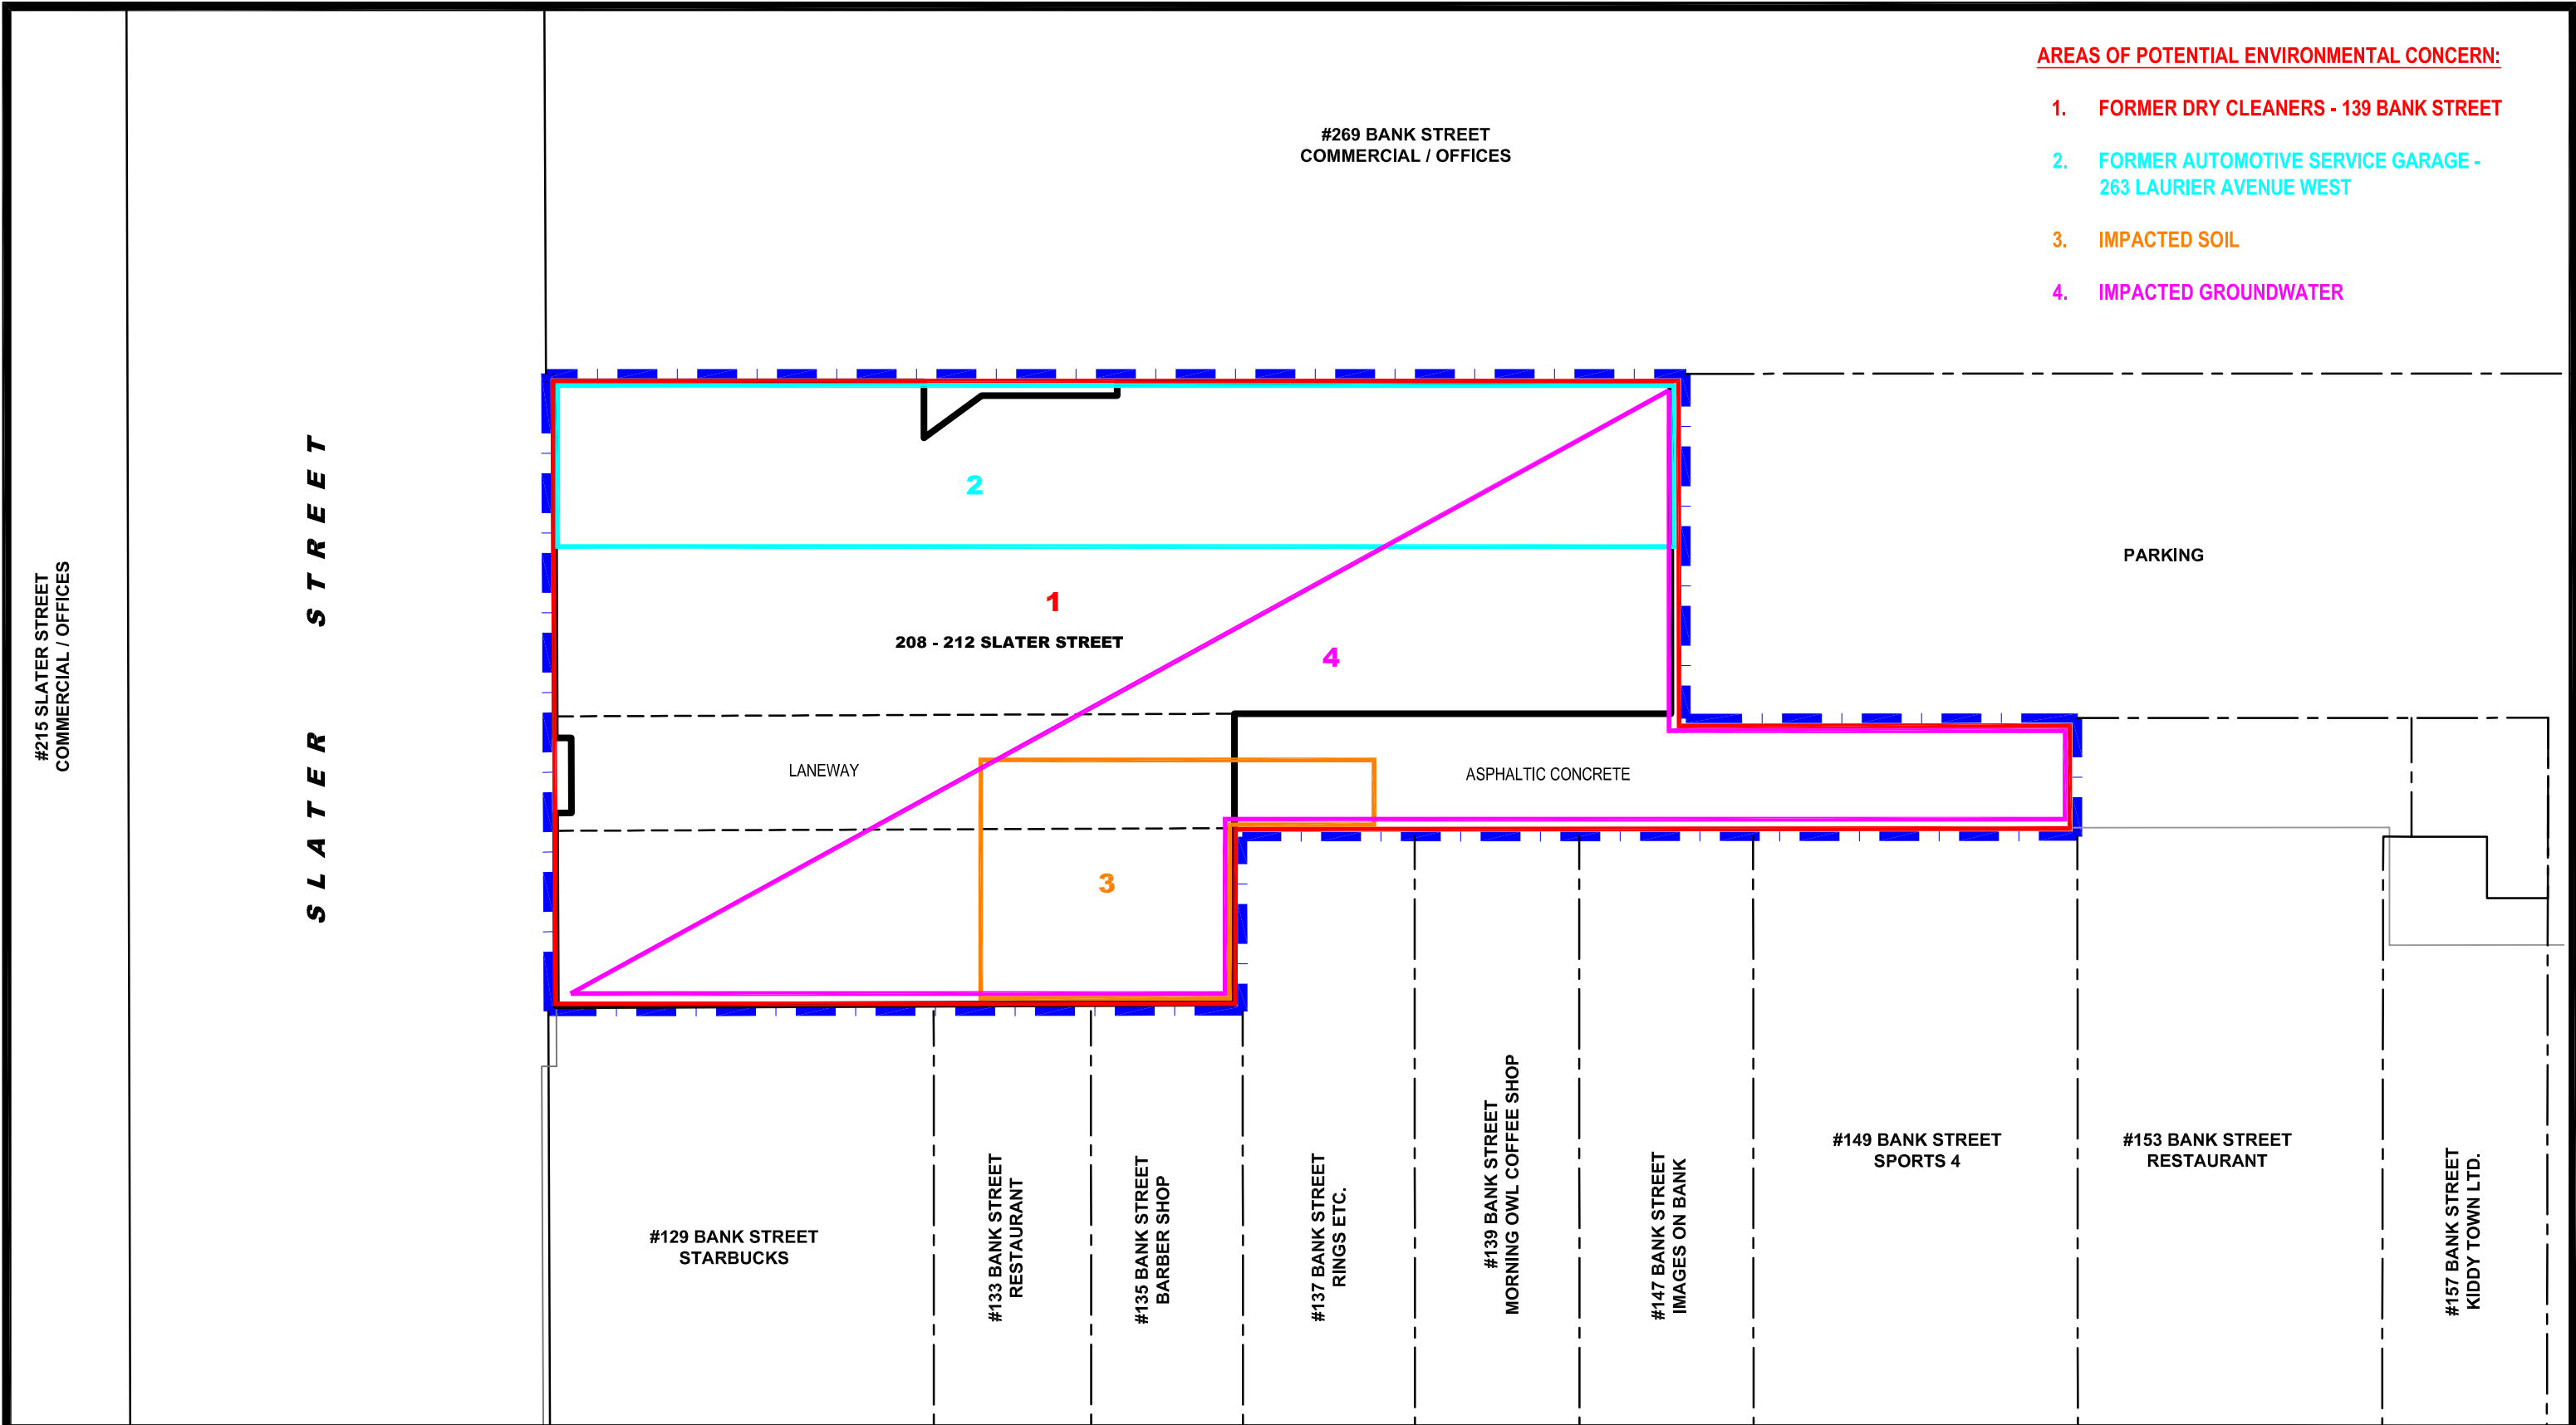 AREAS OF POTENTIAL ENVIRONMENTAL CONCERN:
1. FORMER DRY CLEANERS - 139 BANK STREET
2. FORMER AUTOMOTIVE SERVICE GARAGE -
263 LAURIER AVENUE WEST
3. IMPACTED SOIL
4. IMPACTED GROUNDWATER
#269 BANK STREET
COMMERCIAL / OFFICES
#215 SLATER STREET
COMMERCIAL / OFFICES
SLATER STREET
2
1
208 - 212 SLATER STREET
4
PARKING
LANEWAY
ASPHALTIC CONCRETE
3
#129 BANK STREET
STARBUCKS
#133 BANK STREET
RESTAURANT
#135 BANK STREET
BARBER SHOP
#137 BANK STREET
RINGS ETC.
#139 BANK STREET
MORNING OWL COFFEE SHOP
#147 BANK STREET
IMAGES ON BANK
#149 BANK STREET
SPORTS 4
#153 BANK STREET
RESTAURANT
#157 BANK STREET
KIDDY TOWN LTD.